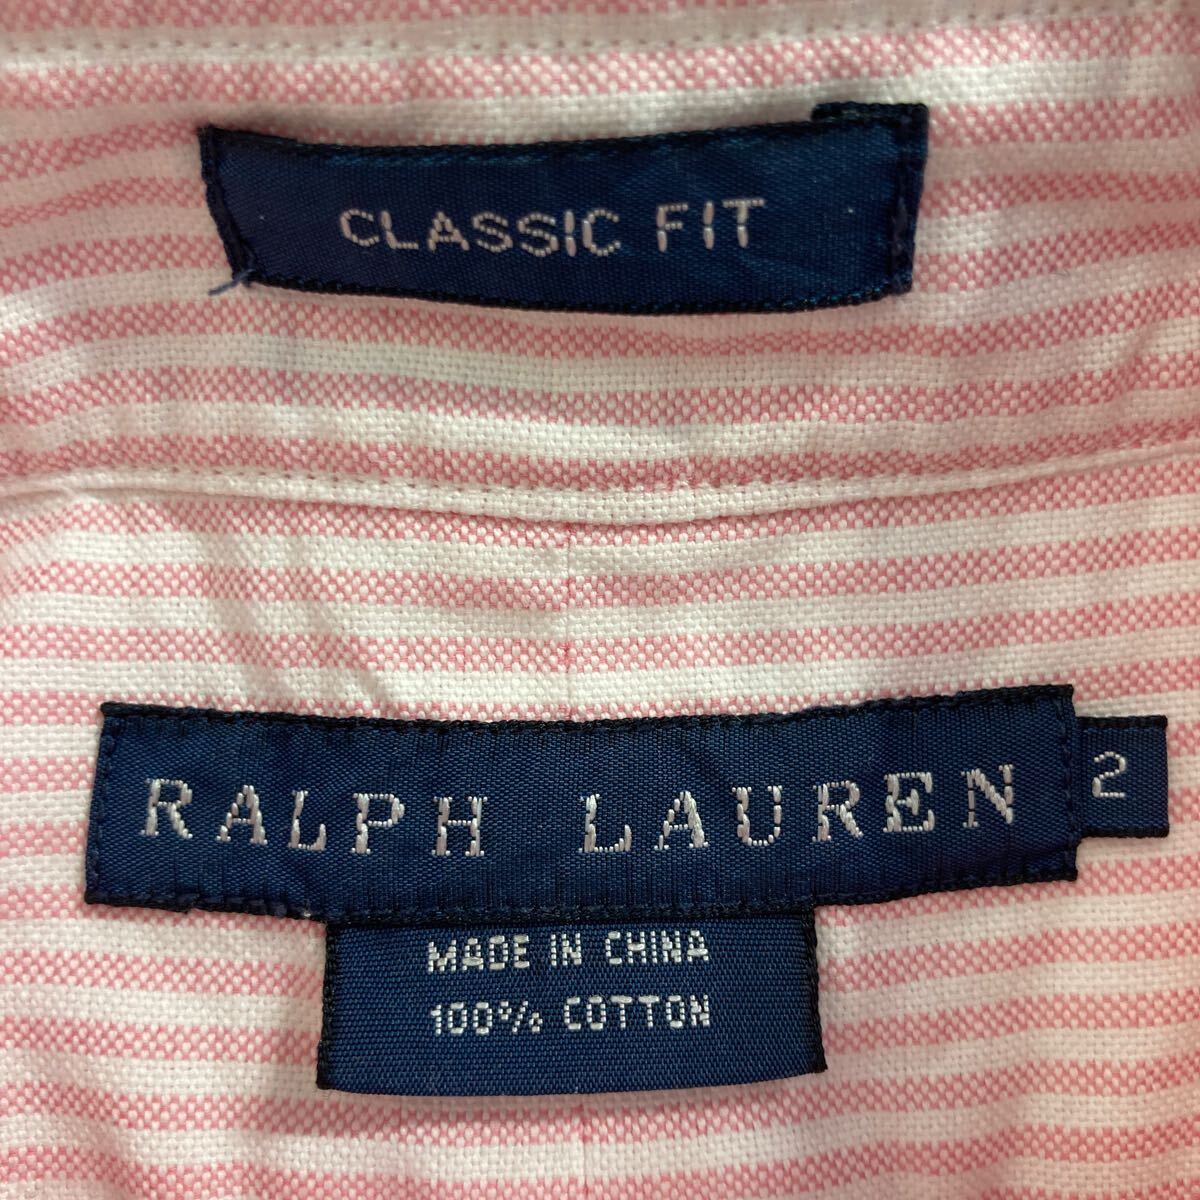 CLASSIC FIT
RALPH LAUREN
2
MADE IN CHINA
100% COTTON